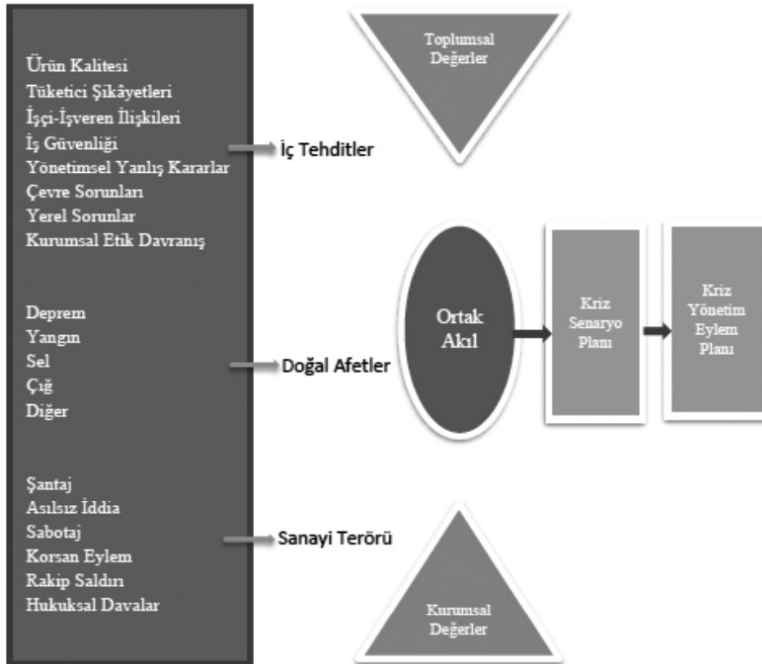 Ürün Kalitesi
Tüketici Şikâyetleri
İşçi-İşveren İlişkileri
İş Güvenliği
Yönetimsel Yanlış Kararlar
Çevre Sorunları
Yerel Sorunlar
Kurumsal Etik Davranış
İç Tehditler
Deprem
Yangın
Sel
Çığ
Diğer
Doğal Afetler
Şantaj
Asılsız İddia
Sabotaj
Korsan Eylem
Rakip Saldırı
Hukuksal Davalar
Sanayi Terörü
Toplumsal
Değerler
Ortak
Akıl
Kriz
Senaryo
Planı
Kriz
Yönetim
Eylem
Planı
Kurumsal
Değerler